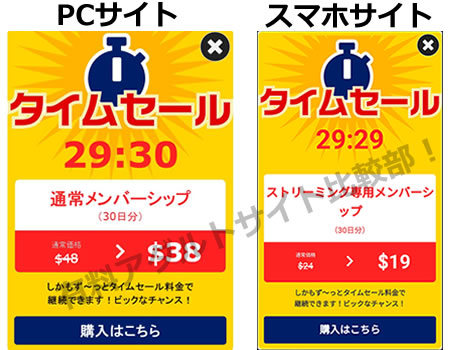 PCサイト
タイムセール
29:30
通常メンバーシップ
(30日分)
通常価格
$48
$38
しかもず〜っとタイムセール料金で
継続できます！ビックなチャンス！
購入はこちら
スマホサイト
タイムセール
29:29
ストリーミング専用メンバーシ
ップ
(30日分)
通常価格
$24
$19
しかもず〜っとタイムセール料金で
継続できます！ビックなチャンス！
購入はこちら
有料アダルトサイト比較部！